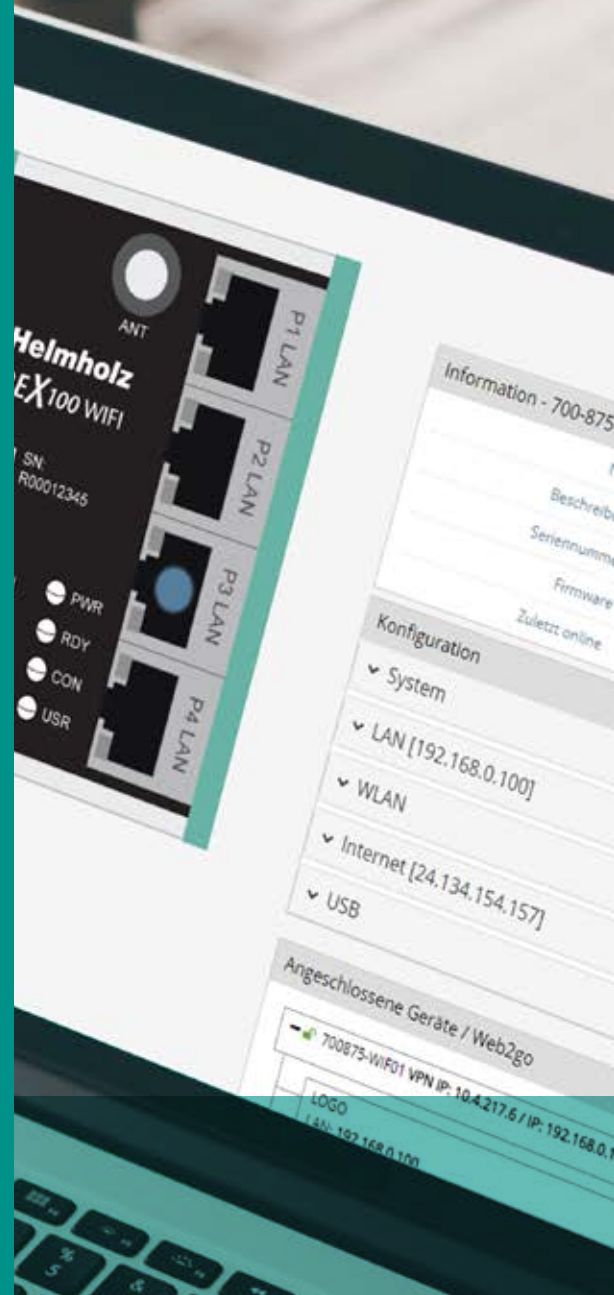 ANT
Helmholz
REX100 WIFI
SN:
R00012345
PWR
RDY
CON
USR
P1 LAN
P2 LAN
P3 LAN
P4 LAN
Information - 700-875
Beschreibu
Seriennumme
Firmware
Zuletzt online
Konfiguration
System
LAN [192.168.0.100]
WLAN
Internet [24.134.154.157]
USB
Angeschlossene Geräte / Web2go
700875-WIF01 VPN IP: 10.4.217.6 / IP: 192.168.0.1
LOGO
LAN: 192.168.0.100
%
5
&